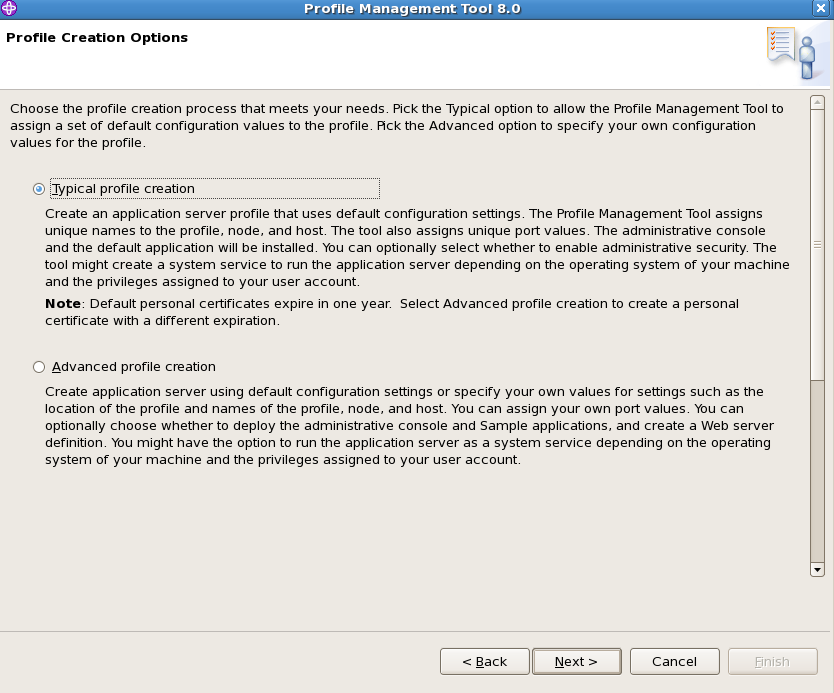 Profile Management Tool 8.0
Profile Creation Options
Choose the profile creation process that meets your needs. Pick the Typical option to allow the Profile Management Tool to
assign a set of default configuration values to the profile. Pick the Advanced option to specify your own configuration
values for the profile.
Typical profile creation
Create an application server profile that uses default configuration settings. The Profile Management Tool assigns
unique names to the profile, node, and host. The tool also assigns unique port values. The administrative console
and the default application will be installed. You can optionally select whether to enable administrative security. The
tool might create a system service to run the application server depending on the operating system of your machine
and the privileges assigned to your user account.
Note: Default personal certificates expire in one year.  Select Advanced profile creation to create a personal
certificate with a different expiration.
Advanced profile creation
Create application server using default configuration settings or specify your own values for settings such as the
location of the profile and names of the profile, node, and host. You can assign your own port values. You can
optionally choose whether to deploy the administrative console and Sample applications, and create a Web server
definition. You might have the option to run the application server as a system service depending on the operating
system of your machine and the privileges assigned to your user account.
< Back Next > Cancel Finish